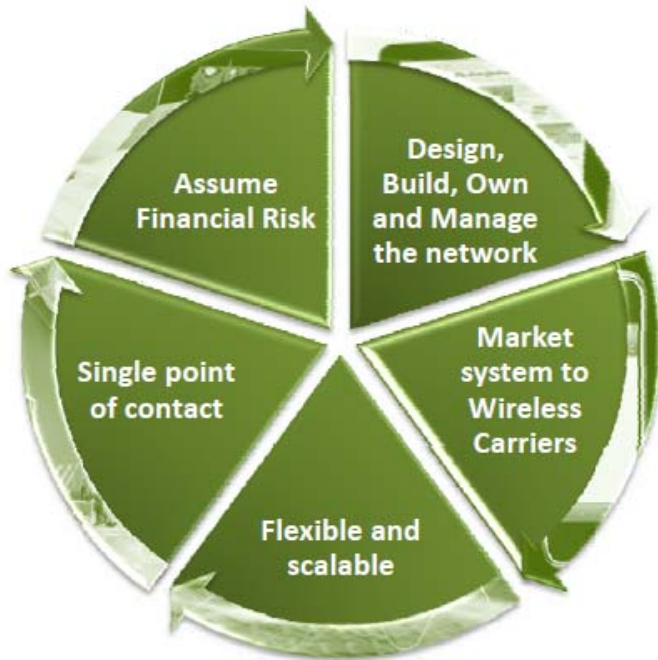 Design,
Build, Own
and Manage
the network
Market
system to
Wireless
Carriers
Flexible and
scalable
Single point
of contact
Assume
Financial Risk